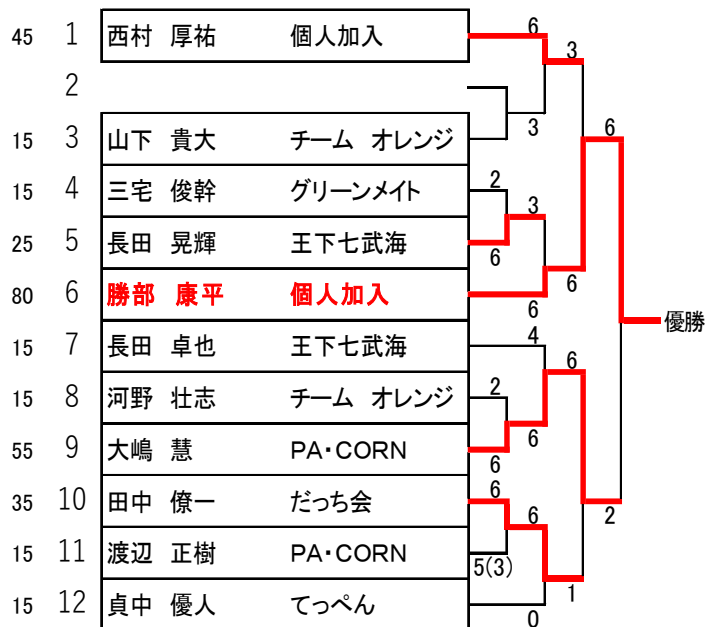 45 1 西村 厚祐 個人加入 6
3
2
6
3
15 3 山下 貴大 チーム オレンジ
15 4 三宅 俊幹 グリーンメイト 2
3
25 5 長田 晃輝 王下七武海 6
6
80 6 勝部 康平 個人加入 6
優勝
15 7 長田 卓也 王下七武海 4
6
15 8 河野 壮志 チーム オレンジ 2
6
55 9 大嶋 慧 PA・CORN 6
35 10 田中 僚一 だっち会 6
6 2
15 11 渡辺 正樹 PA・CORN 5(3)
1
15 12 貞中 優人 てっぺん 0